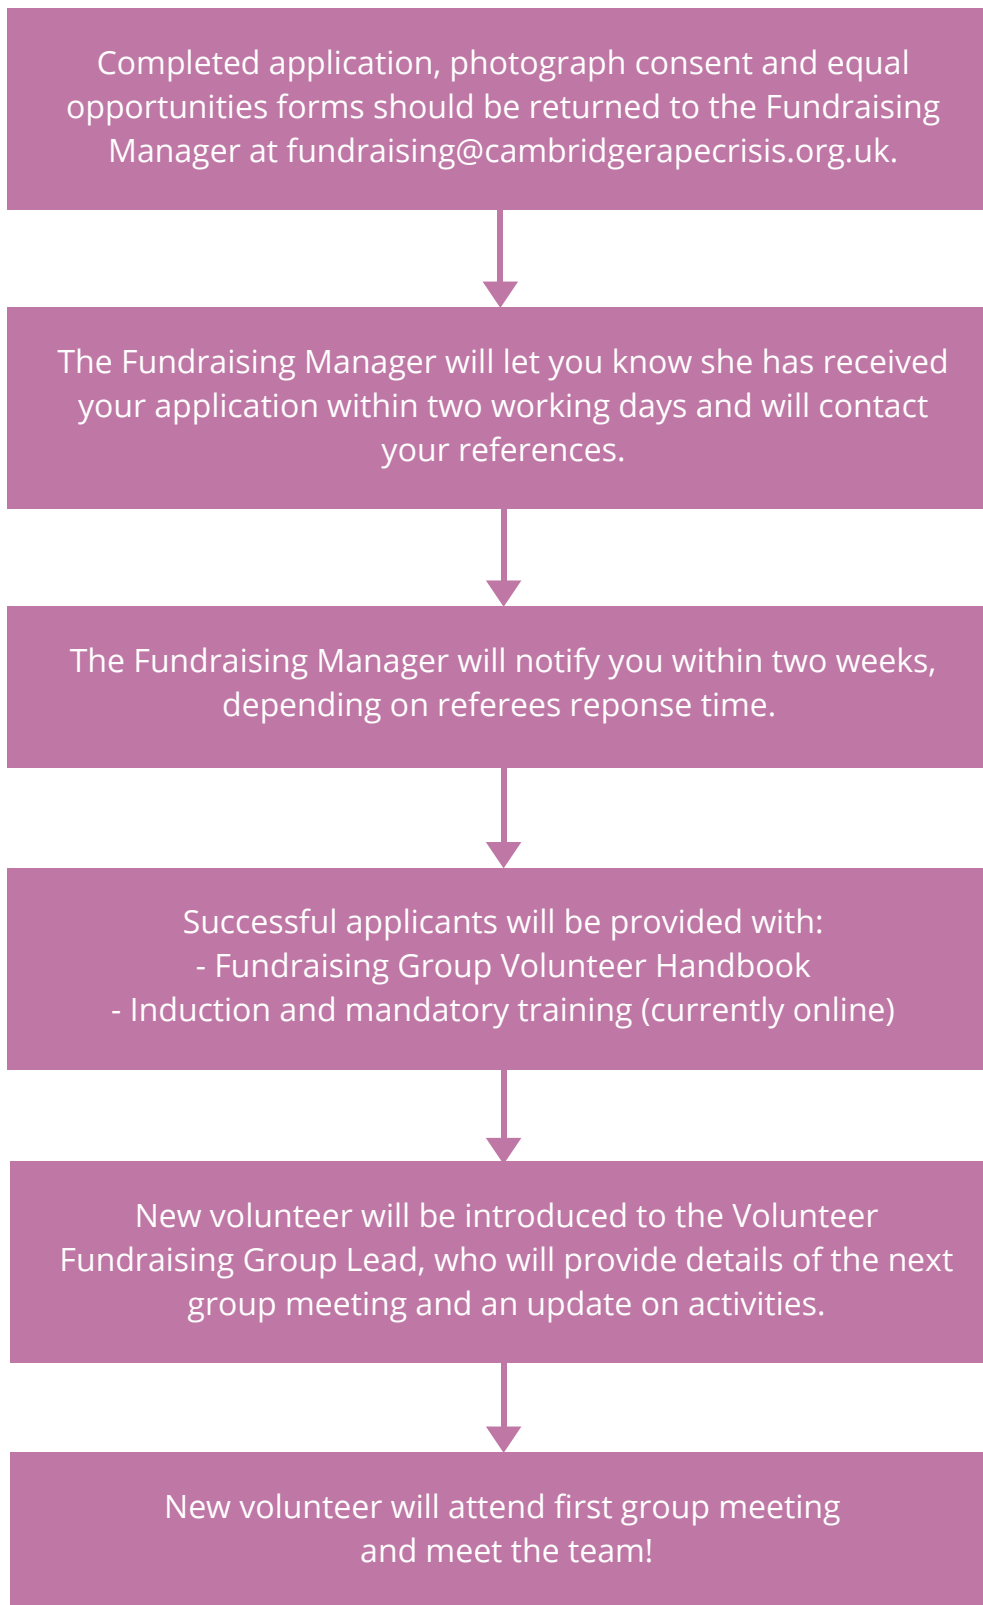 Completed application, photograph consent and equal
opportunities forms should be returned to the Fundraising
Manager at fundraising@cambridgerapecrisis.org.uk.
The Fundraising Manager will let you know she has received
your application within two working days and will contact
your references.
The Fundraising Manager will notify you within two weeks,
depending on referees reponse time.
Successful applicants will be provided with:
- Fundraising Group Volunteer Handbook
- Induction and mandatory training (currently online)
New volunteer will be introduced to the Volunteer
Fundraising Group Lead, who will provide details of the next
group meeting and an update on activities.
New volunteer will attend first group meeting
and meet the team!